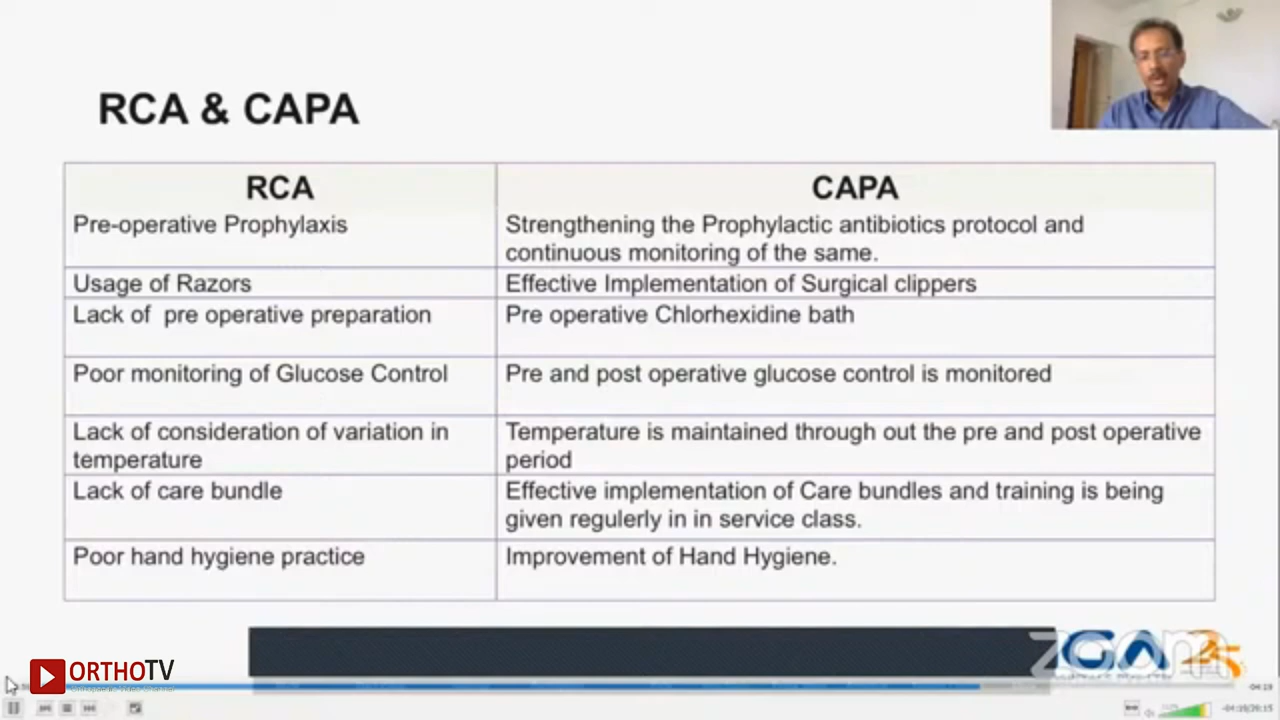 RCA & CAPA
RCA
CAPA
Pre-operative Prophylaxis
Strengthening the Prophylactic antibiotics protocol and
continuous monitoring of the same.
Usage of Razors
Effective Implementation of Surgical clippers
Lack of pre operative preparation
Pre operative Chlorhexidine bath
Poor monitoring of Glucose Control
Pre and post operative glucose control is monitored
Lack of consideration of variation in
temperature
Temperature is maintained through out the pre and post operative
period
Lack of care bundle
Effective implementation of Care bundles and training is being
given regulerly in in service class.
Poor hand hygiene practice
Improvement of Hand Hygiene.
ORTHOTV
zoom